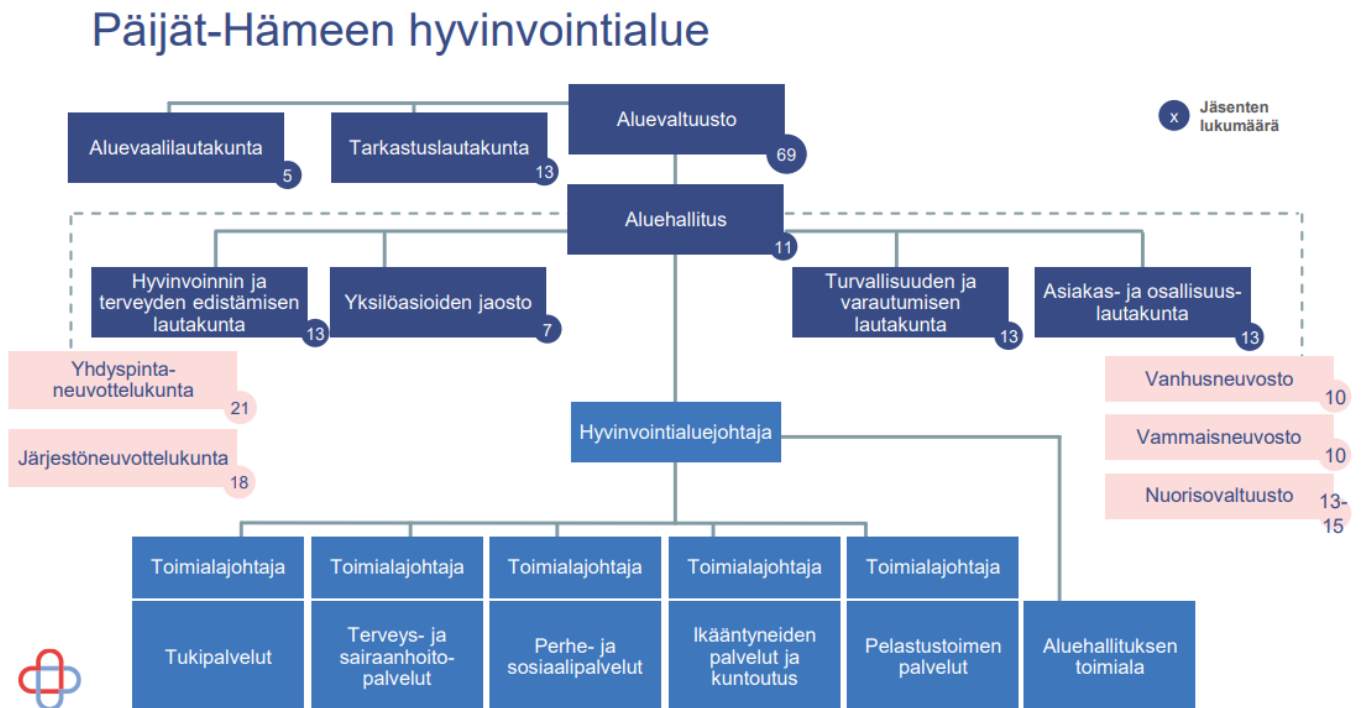 Päijät-Hämeen hyvinvointialue
Aluevaltuusto
69
x
Jäsenten
lukumäärä
Aluevaalilautakunta
5
Tarkastuslautakunta
13
Aluehallitus
11
Hyvinvoinnin ja
terveyden edistämisen
lautakunta
13
Yksilöasioiden jaosto
7
Turvallisuuden ja
varautumisen
lautakunta
13
Asiakas- ja osallisuus-
lautakunta
13
Yhdyspinta-
neuvottelukunta
21
Järjestöneuvottelukunta
18
Vanhusneuvosto
10
Vammaisneuvosto
10
Nuorisovaltuusto
13-
15
Hyvinvointialuejohtaja
Toimialajohtaja
Toimialajohtaja
Toimialajohtaja
Toimialajohtaja
Toimialajohtaja
Tukipalvelut
Terveys- ja
sairaanhoito-
palvelut
Perhe- ja
sosiaalipalvelut
Ikääntyneiden
palvelut ja
kuntoutus
Pelastustoimen
palvelut
Aluehallituksen
toimiala